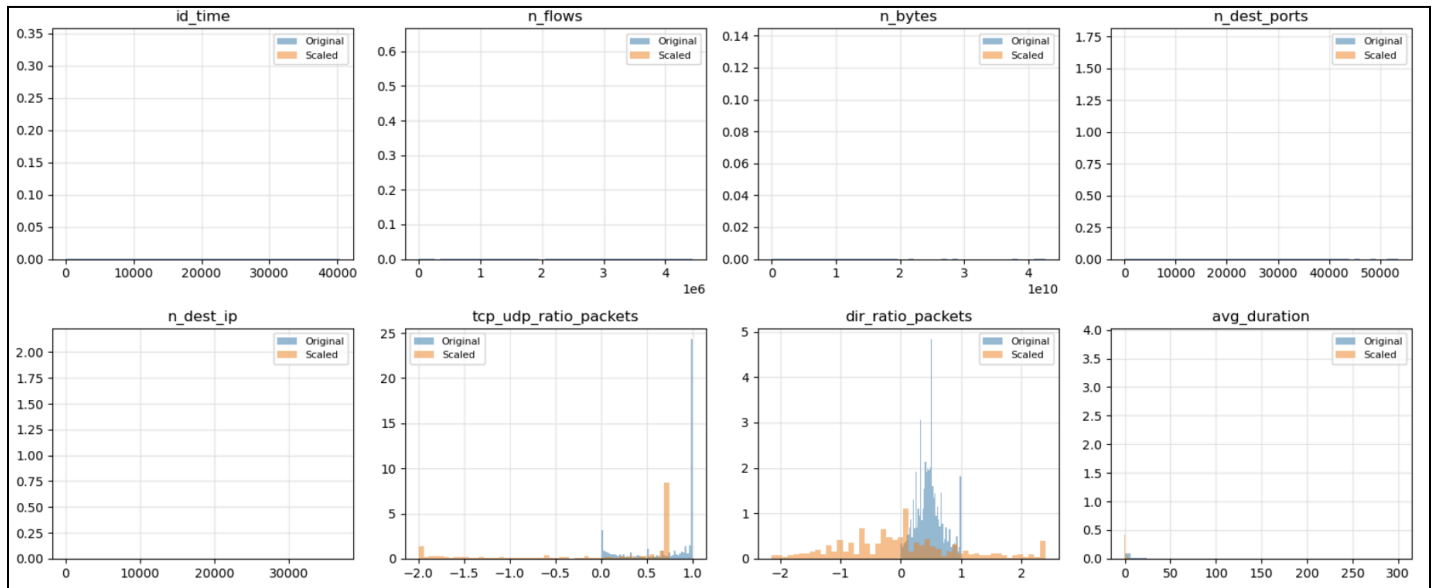 id_time n_flows n_bytes n_dest_ports
0.35 0.30 0.25 0.20 0.15 0.10 0.05 0.00
Original
Scaled
0 10000 20000 30000 40000
0.6 0.5 0.4 0.3 0.2 0.1 0.0
Original
Scaled
0 1 2 3 4
1e6
0.14 0.12 0.10 0.08 0.06 0.04 0.02 0.00
Original
Scaled
0 1 2 3 4
1e10
1.75 1.50 1.25 1.00 0.75 0.50 0.25 0.00
Original
Scaled
0 10000 20000 30000 40000 50000
n_dest_ip tcp_udp_ratio_packets dir_ratio_packets avg_duration
2.00 1.75 1.50 1.25 1.00 0.75 0.50 0.25 0.00
Original
Scaled
0 10000 20000 30000
25 20 15 10 5 0
Original
Scaled
−2.0 −1.5 −1.0 −0.5 0.0 0.5 1.0
5 4 3 2 1 0
Original
Scaled
−2 −1 0 1 2
4.0 3.5 3.0 2.5 2.0 1.5 1.0 0.5 0.0
Original
Scaled
0 50 100 150 200 250 300